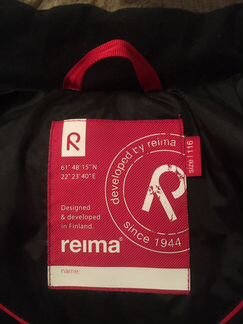 R
61° 48' 15" N
22° 23' 40" E
Designed
& developed
in Finland.
reima®
name:
developed by reima
R
since 1944
size | 116